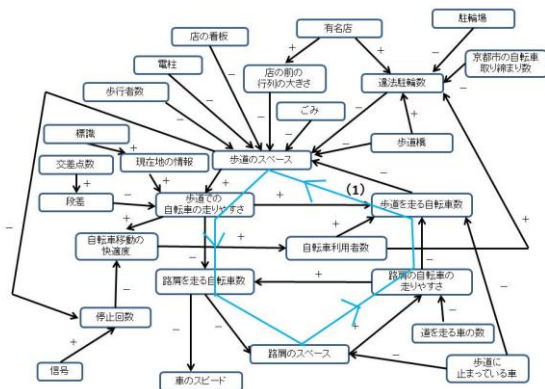 店の看板
有名店
駐輪場
電柱
店の前の
行列の大きさ
違法駐輪数
京都市の自転車
取り締まり数
歩行者数
ごみ
標識
歩道橋
交差点数
現在地の情報
歩道のスペース
(1)
段差
歩道での
自転車の走りやすさ
歩道を走る自転車数
自転車移動の
快適度
自転車利用者数
路肩を走る自転車数
路肩の自転車の
走りやすさ
停止回数
道を走る車の数
路肩のスペース
歩道に
止まっている車
信号
車のスピード